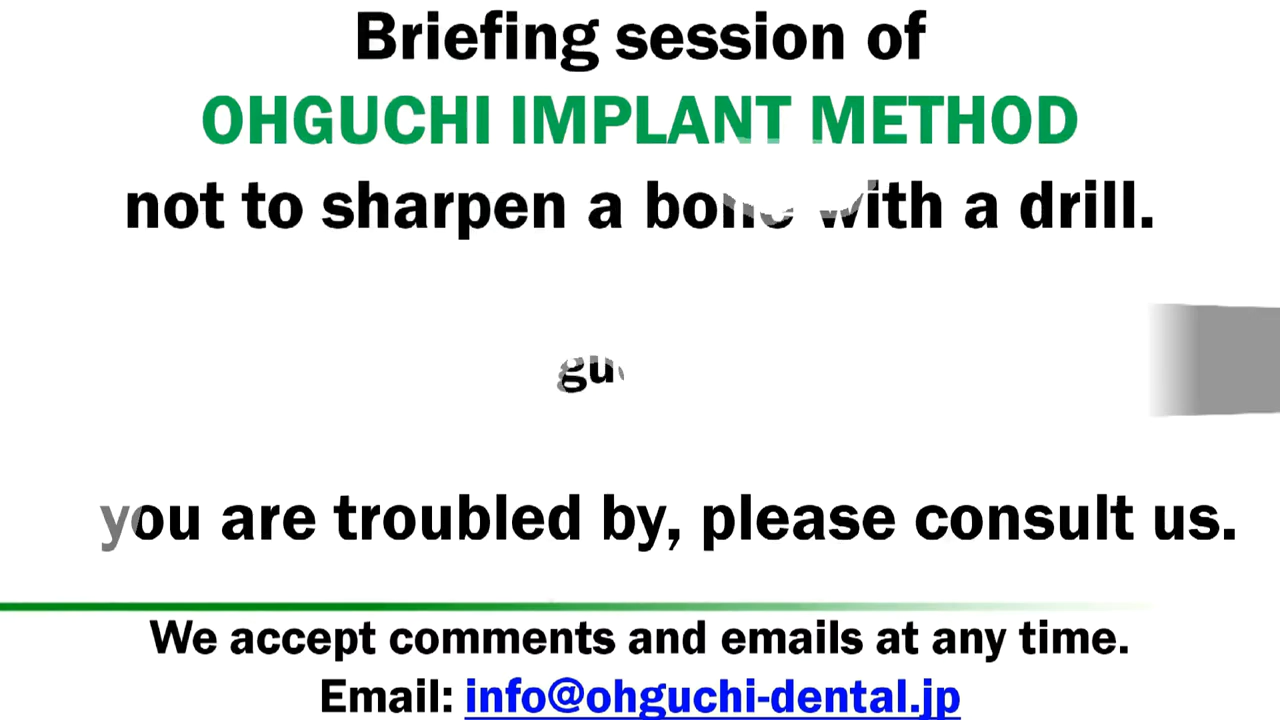 Briefing session of
OHGUCHI IMPLANT METHOD
not to sharpen a bone with a drill.
you are troubled by, please consult us.
We accept comments and emails at any time.
Email: info@ohguchi-dental.jp